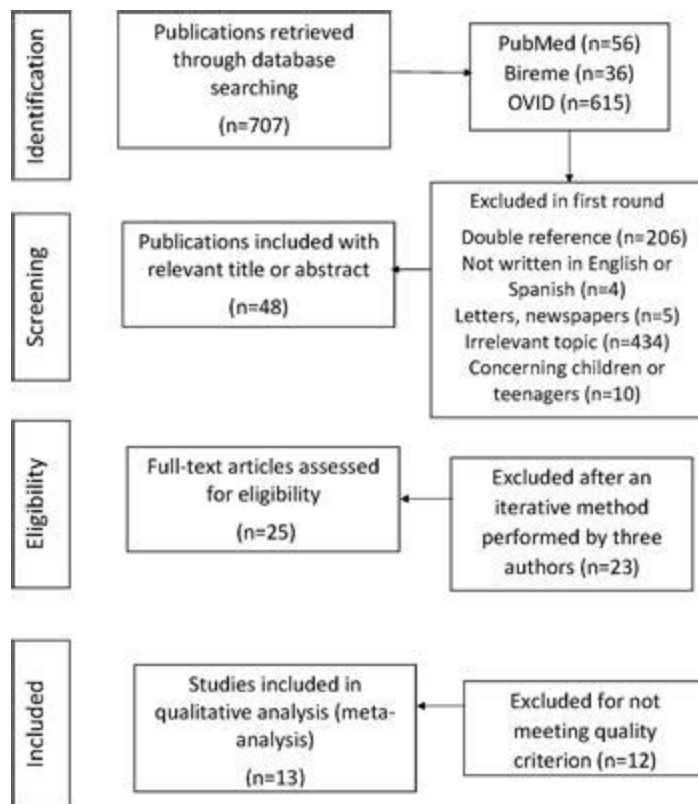 Identification
Publications retrieved
through database
searching
(n=707)
PubMed (n=56)
Bireme (n=36)
OVID (n=615)
Screening
Publications included with
relevant title or abstract
(n=48)
Excluded in first round
Double reference (n=206)
Not written in English or
Spanish (n=4)
Letters, newspapers (n=5)
Irrelevant topic (n=434)
Concerning children or
teenagers (n=10)
Eligibility
Full-text articles assessed
for eligibility
(n=25)
Excluded after an
iterative method
performed by three
authors (n=23)
Included
Studies included in
qualitative analysis (meta-
analysis)
(n=13)
Excluded for not
meeting quality
criterion (n=12)